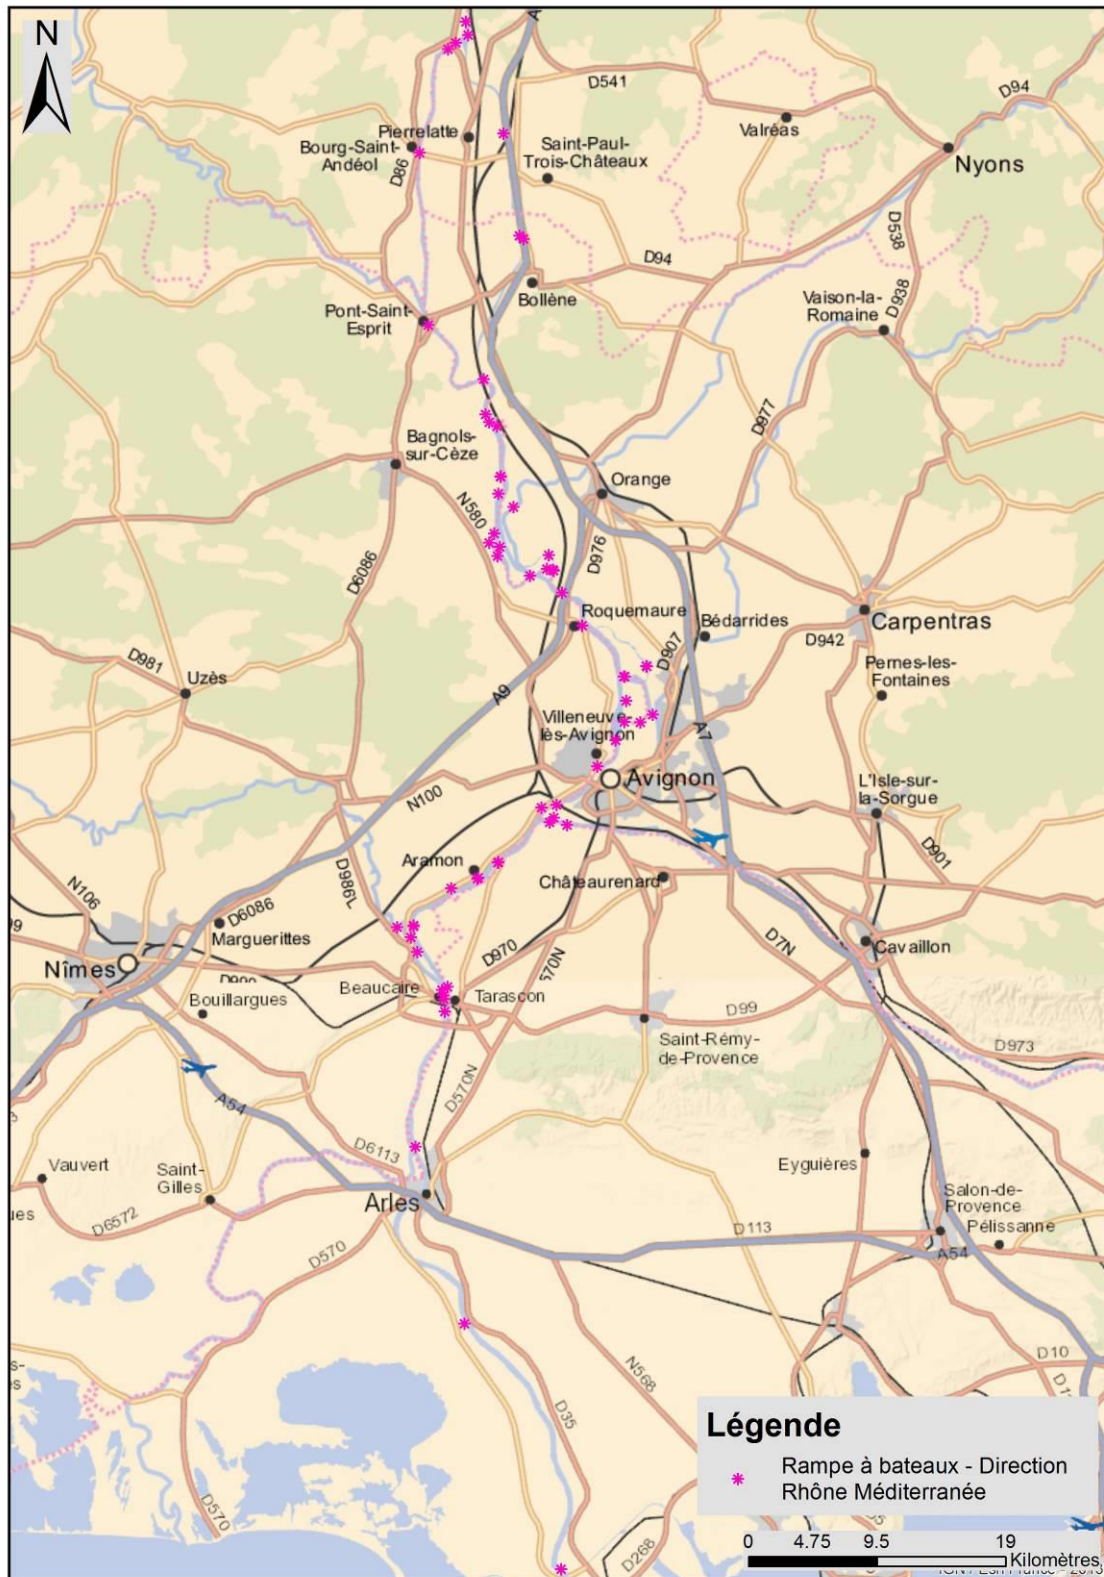 N
D541
D94
Valréas
Pierrelatte
Bourg-Saint-
Andéol
D86
Saint-Paul-
Trois-Châteaux
Nyons
D538
D94
Bollène
Pont-Saint-
Esprit
Vaison-la-
Romaine
D938
D977
Bagnols-
sur-Cèze
Orange
N580
D976
D6086
Roquemaure
Bédarrides
Carpentras
D942
D907
D981
Uzès
Pernes-les-
Fontaines
A9
Villeneuve-
lès-Avignon
A7
Avignon
N100
L'Isle-sur-
la-Sorgue
D901
Aramon
D986L
Châteaurenard
N106
D6086
Marguerittes
D7N
Cavaillon
D970
570N
Nîmes
Beaucaire
Tarascon
Bouillargues
D99
Saint-Rémy-
de-Provence
D973
A54
D570N
D6113
Vauvert
Saint-
Gilles
Eyguières
Arles
Salon-de-
Provence
Pélissanne
ues
D6572
D113
A54
D570
D10
N568
D35
D570
D268
Légende
Rampe à bateaux - Direction
Rhône Méditerranée
0 4.75 9.5 19
Kilomètres